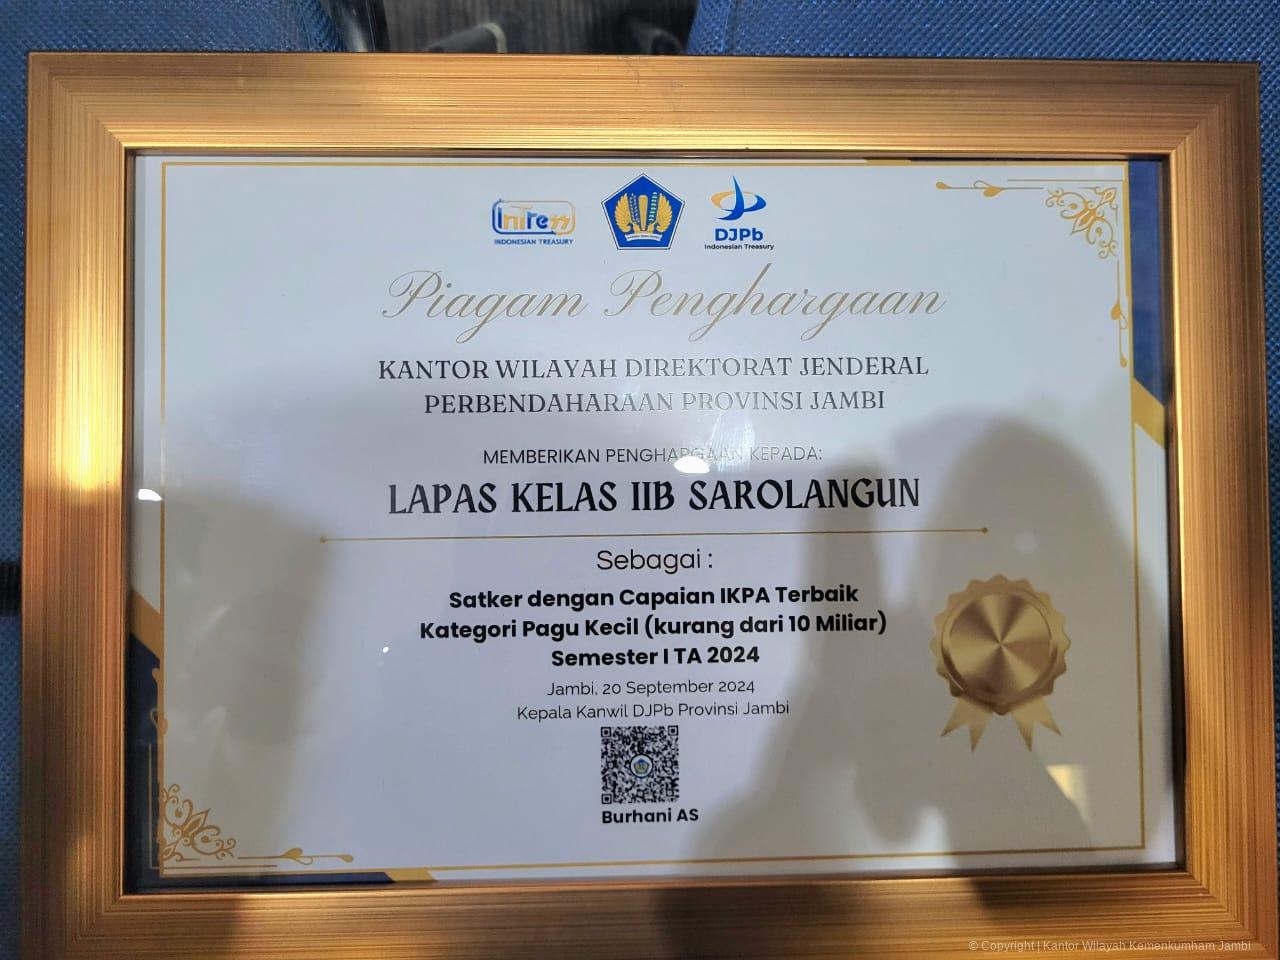 InTress
INDONESIAN TREASURY
DJPb
Indonesian Treasury
Piagam Penghargaan
KANTOR WILAYAH DIREKTORAT JENDERAL
PERBENDAHARAAN PROVINSI JAMBI
MEMBERIKAN PENGHARGAAN KEPADA:
LAPAS KELAS IIB SAROLANGUN
Sebagai :
Satker dengan Capaian IKPA Terbaik
Kategori Pagu Kecil (kurang dari 10 Miliar)
Semester I TA 2024
Jambi, 20 September 2024
Kepala Kanwil DJPb Provinsi Jambi
Burhani AS
© Copyright | Kantor Wilayah Kemenkumham Jambi